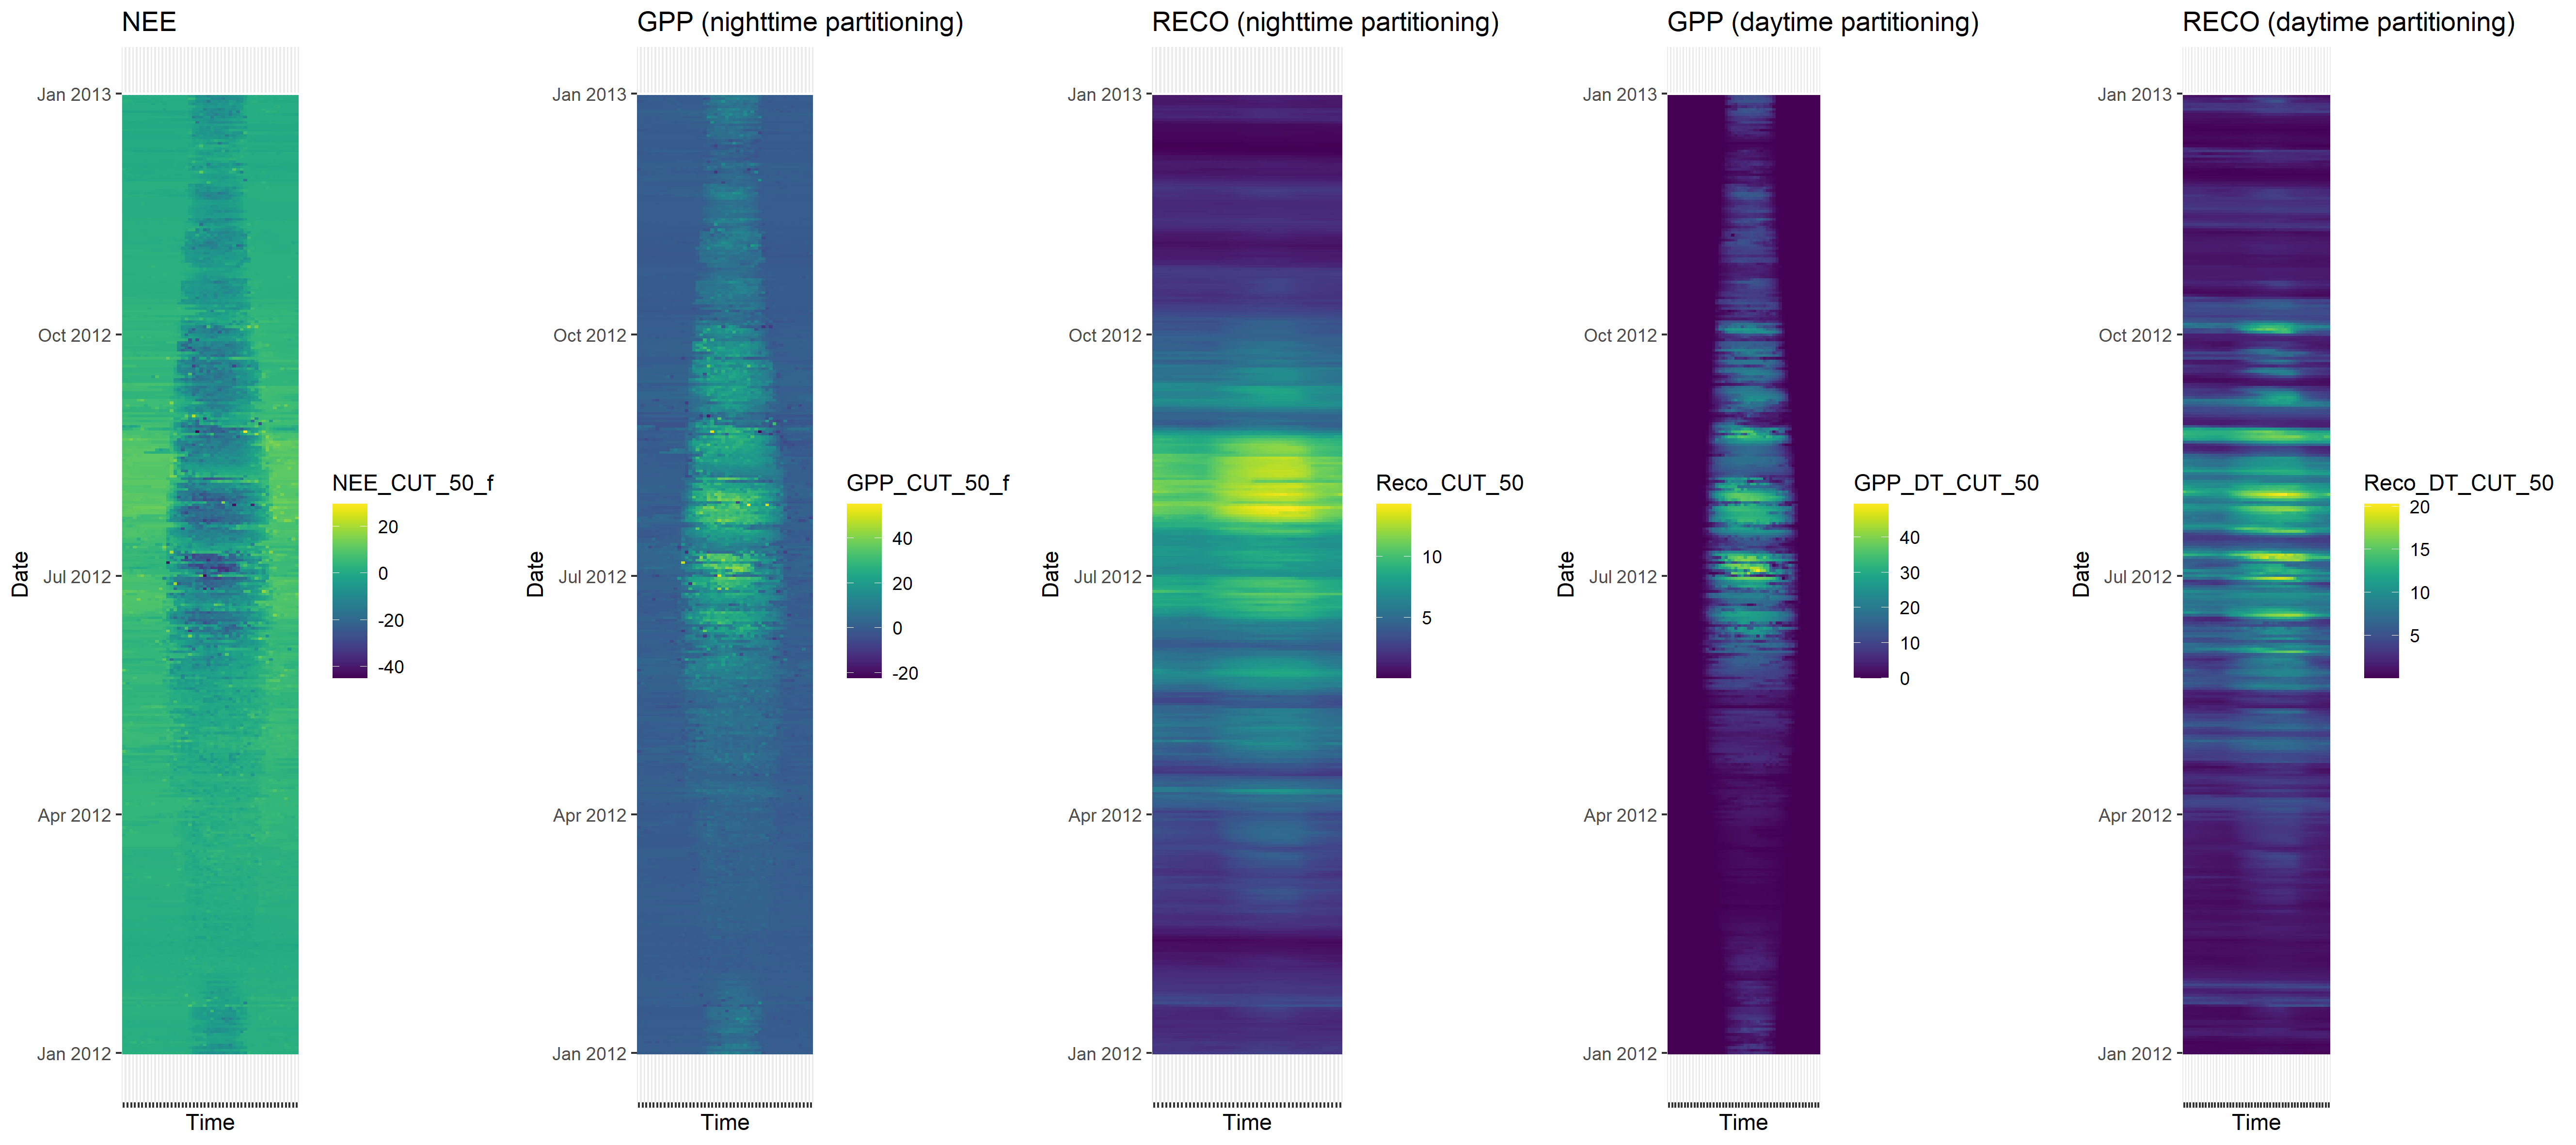 NEE
Jan 2013
Oct 2012
Jul 2012
Apr 2012
Jan 2012
Date
Time
NEE_CUT_50_f
20
0
-20
-40
GPP (nighttime partitioning)
Jan 2013
Oct 2012
Jul 2012
Apr 2012
Jan 2012
Date
Time
GPP_CUT_50_f
40
20
0
-20
RECO (nighttime partitioning)
Jan 2013
Oct 2012
Jul 2012
Apr 2012
Jan 2012
Date
Time
Reco_CUT_50
10
5
GPP (daytime partitioning)
Jan 2013
Oct 2012
Jul 2012
Apr 2012
Jan 2012
Date
Time
GPP_DT_CUT_50
40
30
20
10
0
RECO (daytime partitioning)
Jan 2013
Oct 2012
Jul 2012
Apr 2012
Jan 2012
Date
Time
Reco_DT_CUT_50
20
15
10
5